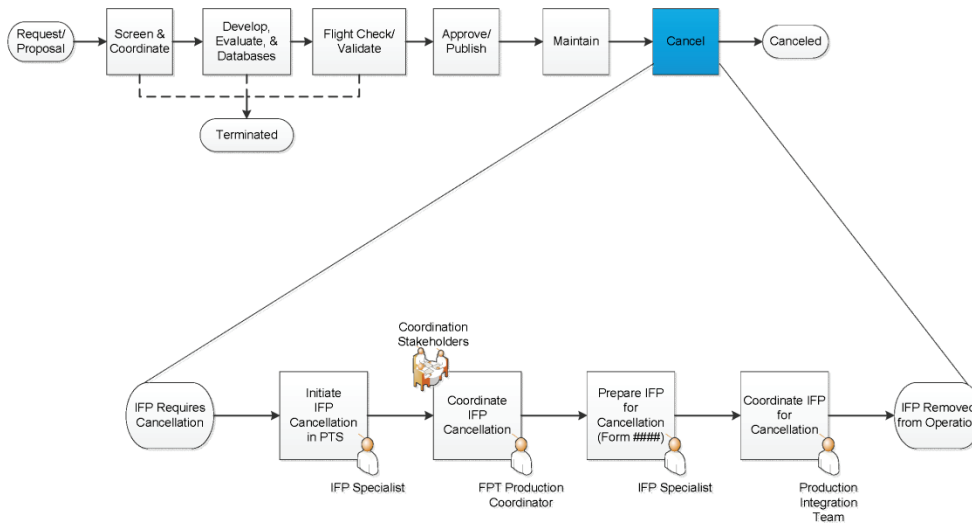 Request/
Proposal
Screen &
Coordinate
Develop,
Evaluate, &
Databases
Flight Check/
Validate
Approve/
Publish
Maintain
Cancel
Canceled
Terminated
Coordination
Stakeholders
IFP Requires
Cancellation
Initiate
IFP
Cancellation
in PTS
IFP Specialist
Coordinate
IFP
Cancellation
FPT Production
Coordinator
Prepare IFP
for
Cancellation
(Form ####)
IFP Specialist
Coordinate IFP
for
Cancellation
Production
Integration
Team
IFP Removed
from Operation